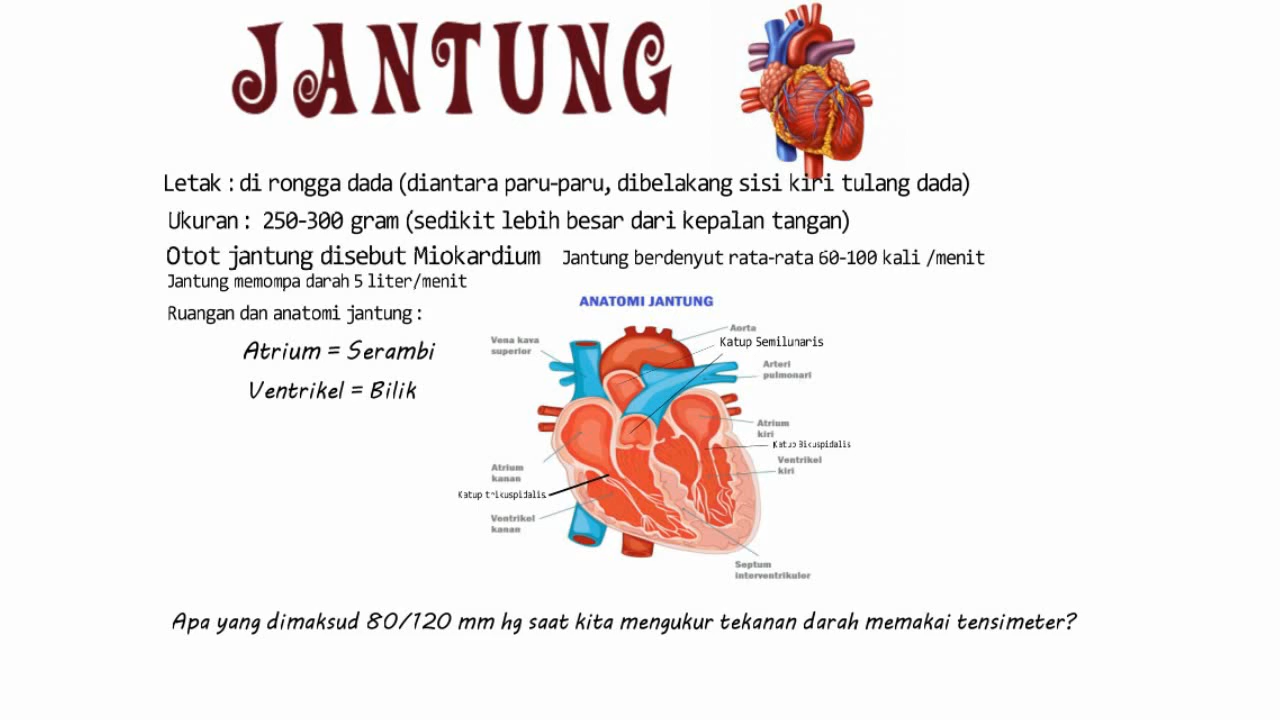 JANTUNG
Letak : di rongga dada (diantara paru-paru, dibelakang sisi kiri tulang dada)
Ukuran : 250-300 gram (sedikit lebih besar dari kepalan tangan)
Otot jantung disebut Miokardium Jantung berdenyut rata-rata 60-100 kali /menit
Jantung memompa darah 5 liter/menit
Ruangan dan anatomi jantung :
Atrium = Serambi
Ventrikel = Bilik
ANATOMI JANTUNG
Vena kava
superior
Aorta
Katup Semilunaris
Arteri
pulmonari
Atrium
kiri
Katup Bikuspidalis
Ventrikel
kiri
Atrium
kanan
Katup trikuspidalis
Ventrikel
kanan
Septum
interventrikuler
Apa yang dimaksud 80/120 mm hg saat kita mengukur tekanan darah memakai tensimeter?